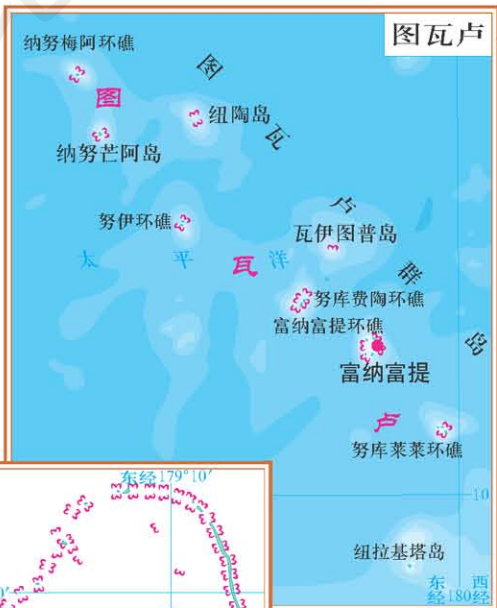 图瓦卢
纳努梅阿环礁
图瓦卢群岛
图
纽陶岛
纳努芒阿岛
努伊环礁
瓦伊图普岛
太平洋
瓦
努库费陶环礁
富纳富提环礁
富纳富提
卢
努库莱莱环礁
东经179°10′
10
纽拉基塔岛
东 西
经180经